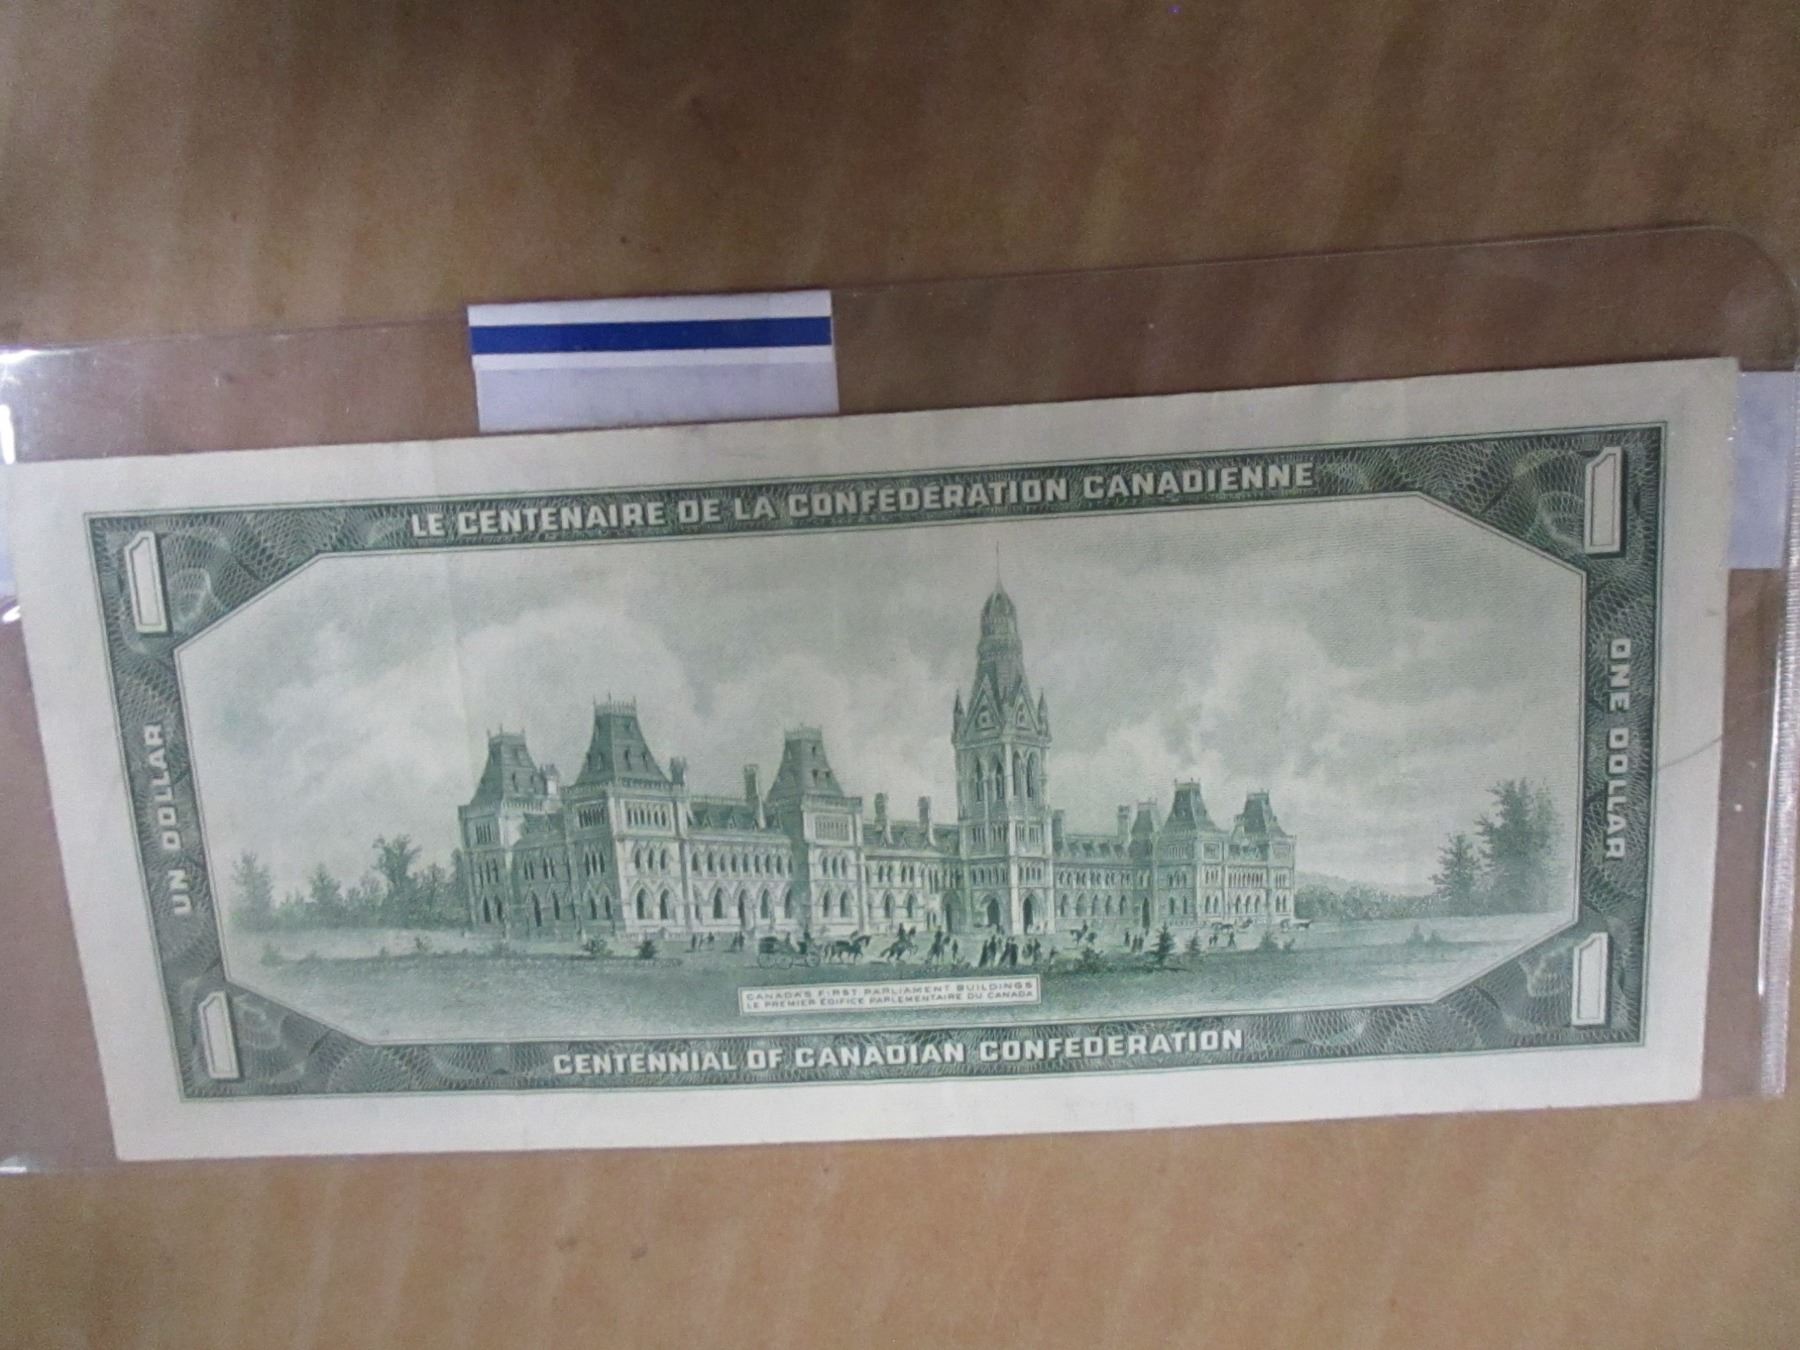 1
LE CENTENAIRE DE LA CONFÉDÉRATION CANADIENNE
1
UN DOLLAR
ONE DOLLAR
CANADA'S FIRST PARLIAMENT BUILDINGS
LE PREMIER ÉDIFICE PARLEMENTAIRE DU CANADA
1
CENTENNIAL OF CANADIAN CONFEDERATION
1